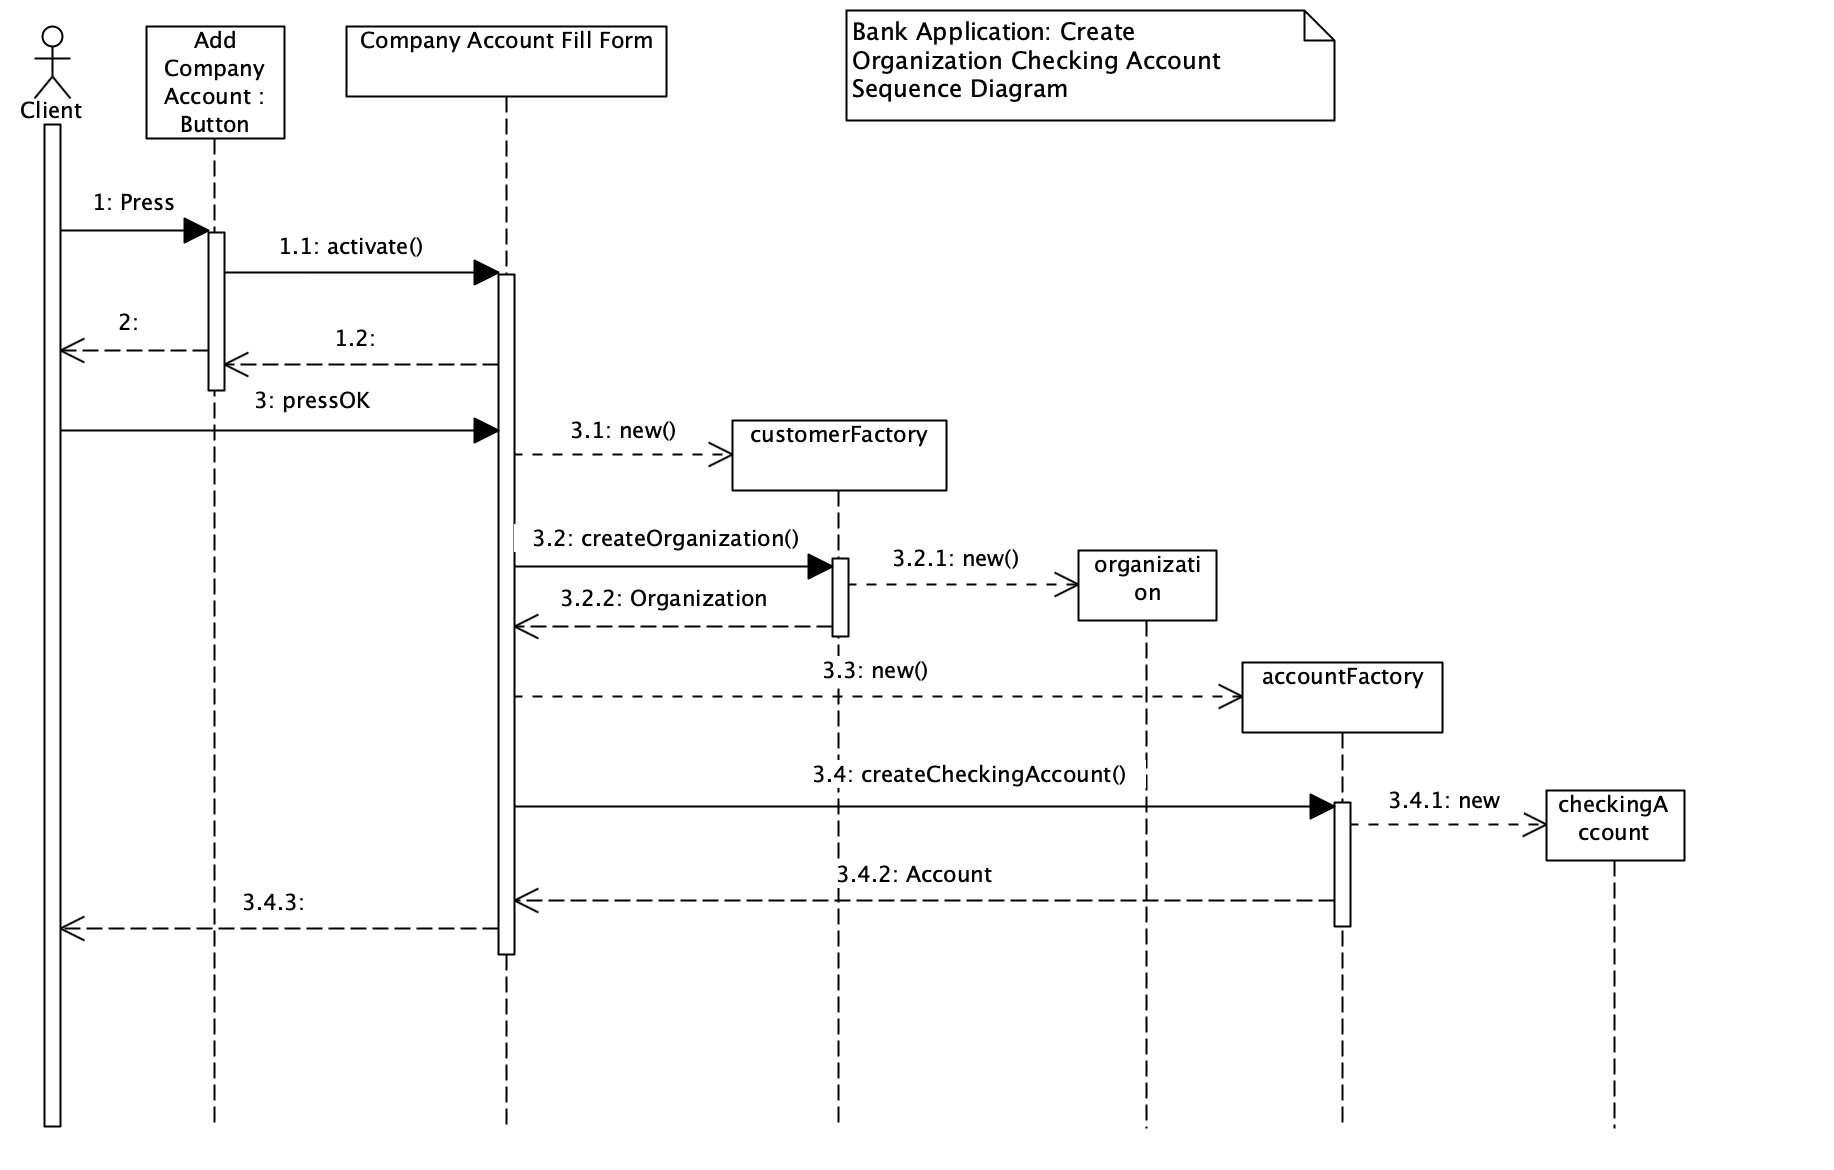 Client
Add
Company
Account :
Button
Company Account Fill Form
Bank Application: Create
Organization Checking Account
Sequence Diagram
1: Press
1.1: activate()
2:
1.2:
3: pressOK
3.1: new()
customerFactory
3.2: createOrganization()
3.2.1: new()
organizati
on
3.2.2: Organization
3.3: new()
accountFactory
3.4: createCheckingAccount()
3.4.1: new
checkingA
ccount
3.4.2: Account
3.4.3: